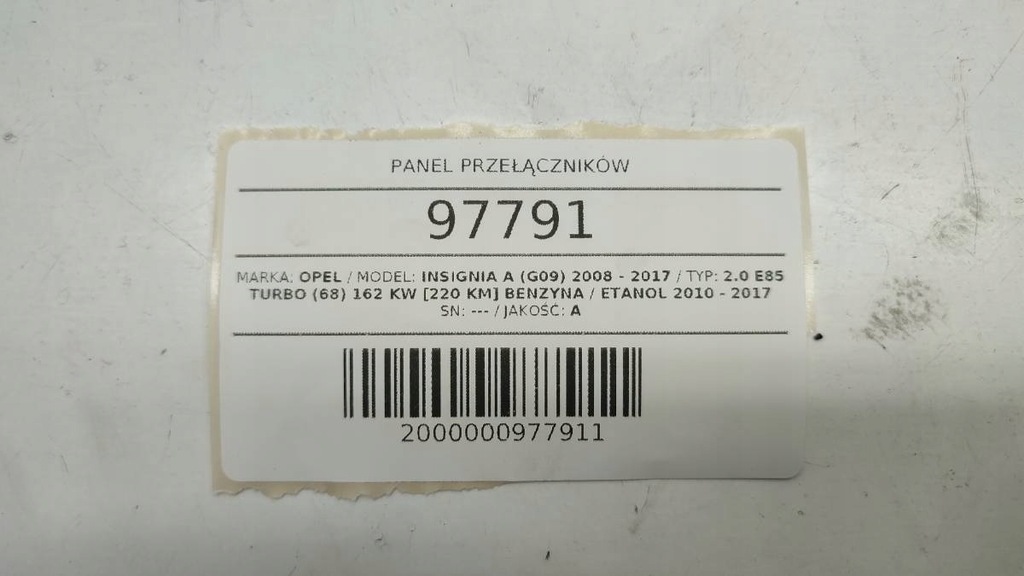 PANEL PRZEŁĄCZNIKÓW
97791
MARKA: OPEL / MODEL: INSIGNIA A (G09) 2008 - 2017 / TYP: 2.0 E85
TURBO (68) 162 KW [220 KM] BENZYNA / ETANOL 2010 - 2017
SN: --- / JAKOŚĆ: A
2000000977911